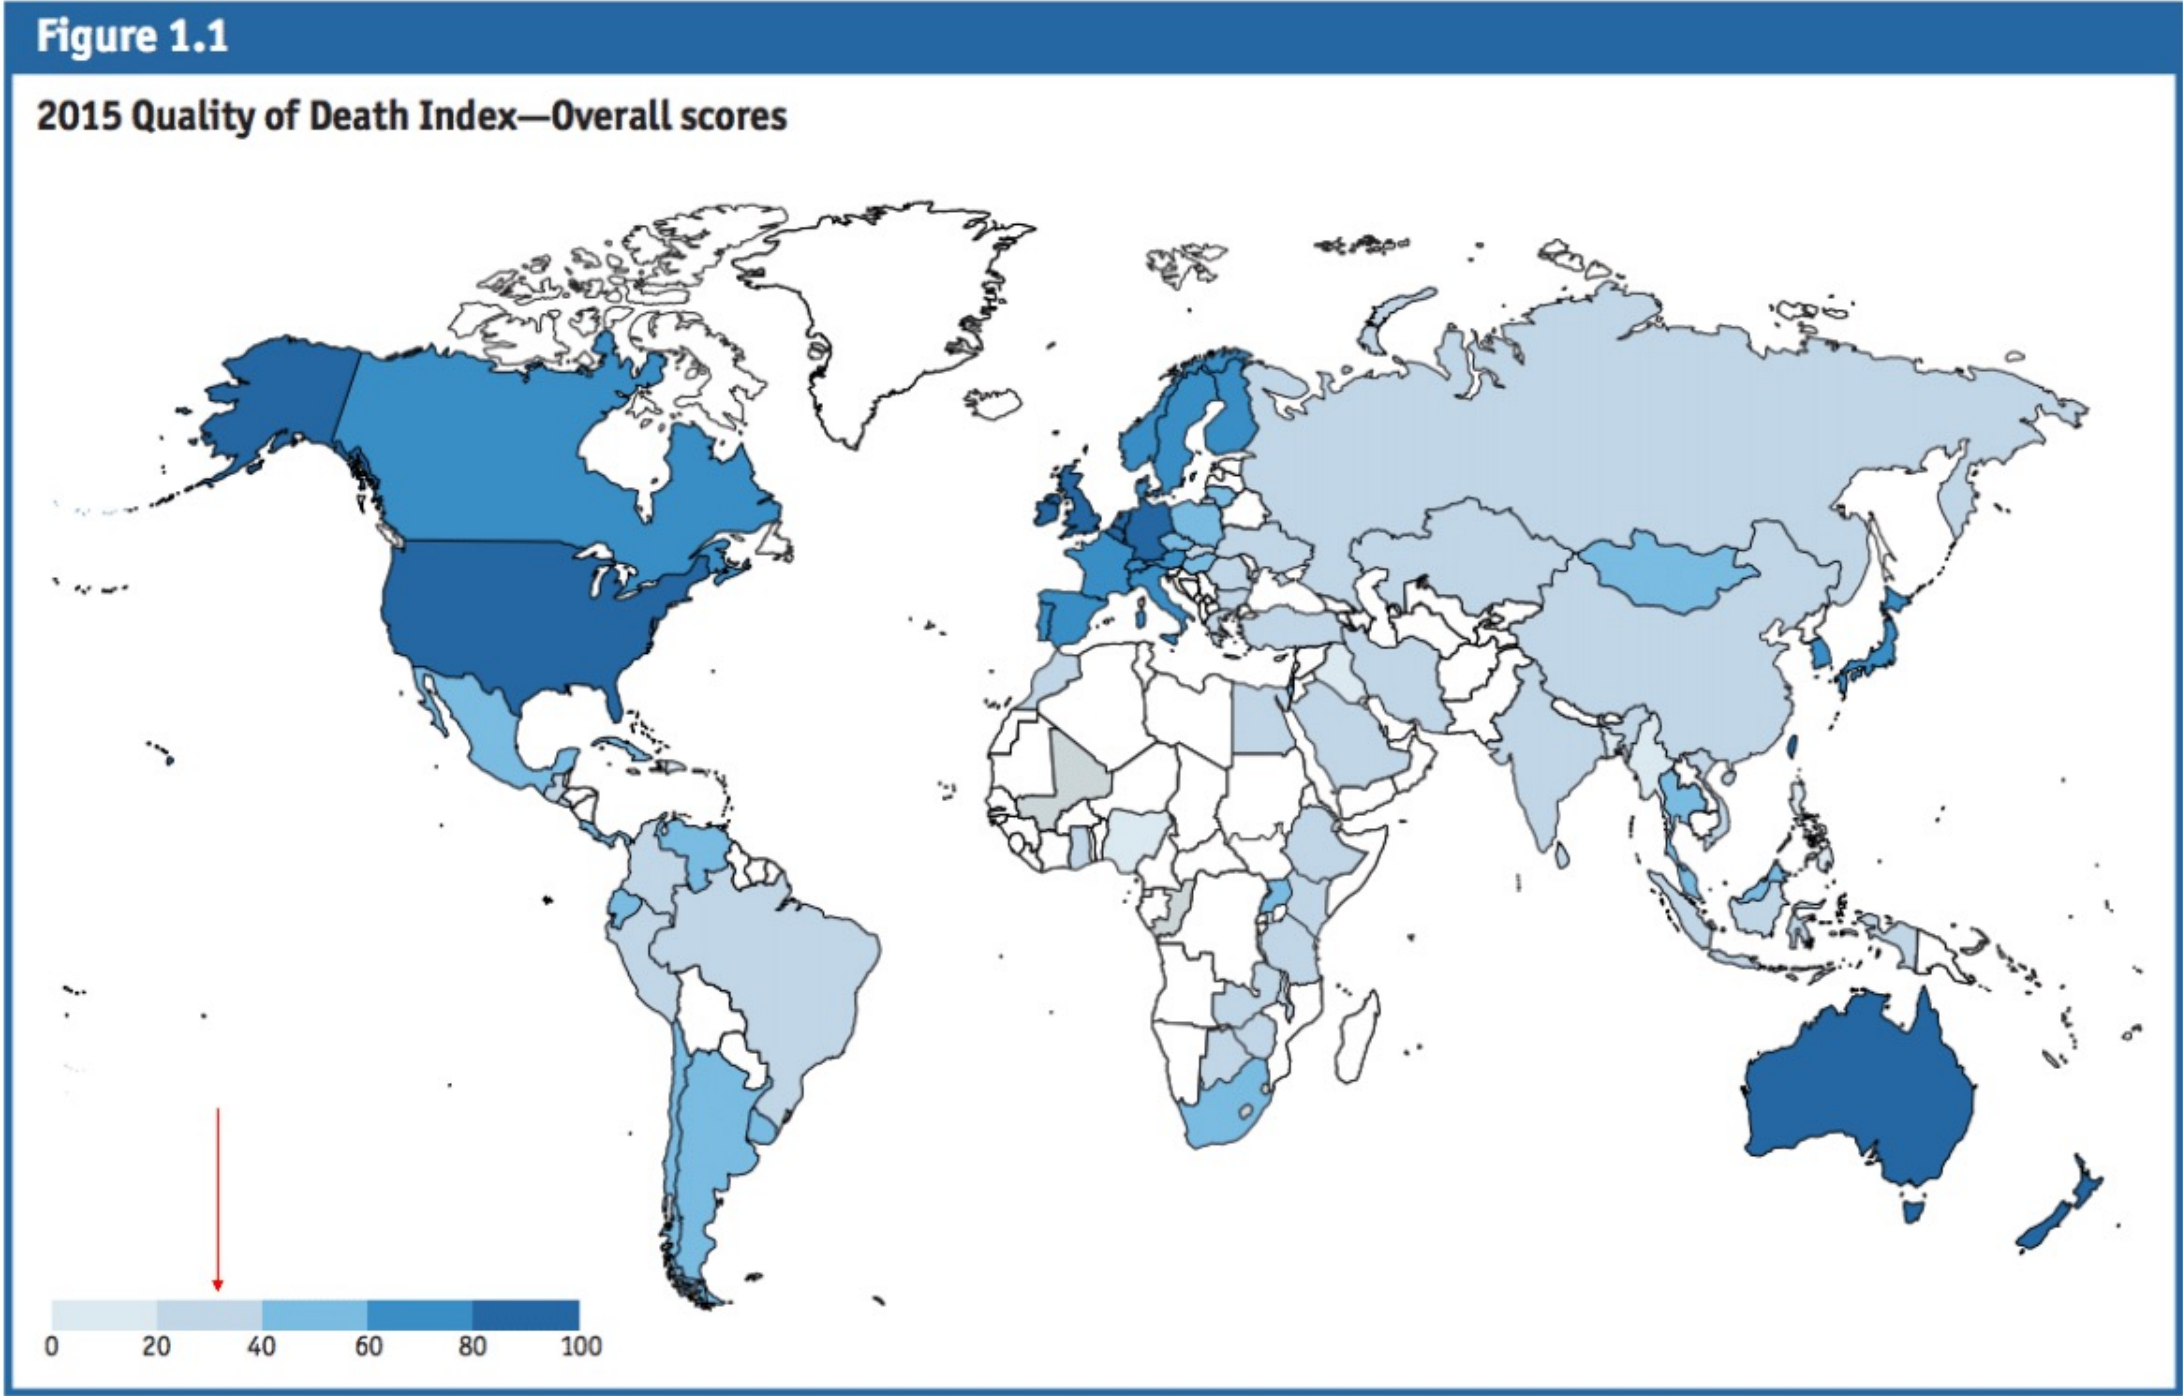 Figure 1.1
2015 Quality of Death Index—Overall scores
0 20 40 60 80 100